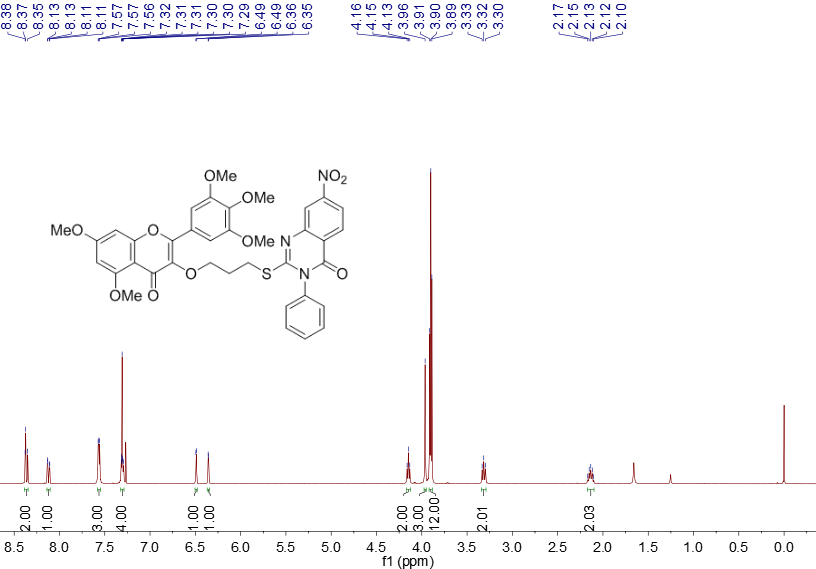 8.38 8.37 8.35 8.13 8.13 8.11 8.11 7.57 7.57 7.56 7.32 7.31 7.31 7.30 7.30 7.29 6.49 6.49 6.36 6.35 4.16 4.15 4.13 3.96 3.91 3.90 3.89 3.33 3.32 3.30 2.17 2.15 2.13 2.12 2.10
OMe NO2
OMe
MeO O OMe N
O S N O
OMe O
2.00 1.00 3.00 4.00 1.00 1.00 2.00 3.00 12.00 2.01 2.03
8.5 8.0 7.5 7.0 6.5 6.0 5.5 5.0 4.5 4.0 3.5 3.0 2.5 2.0 1.5 1.0 0.5 0.0
f1 (ppm)